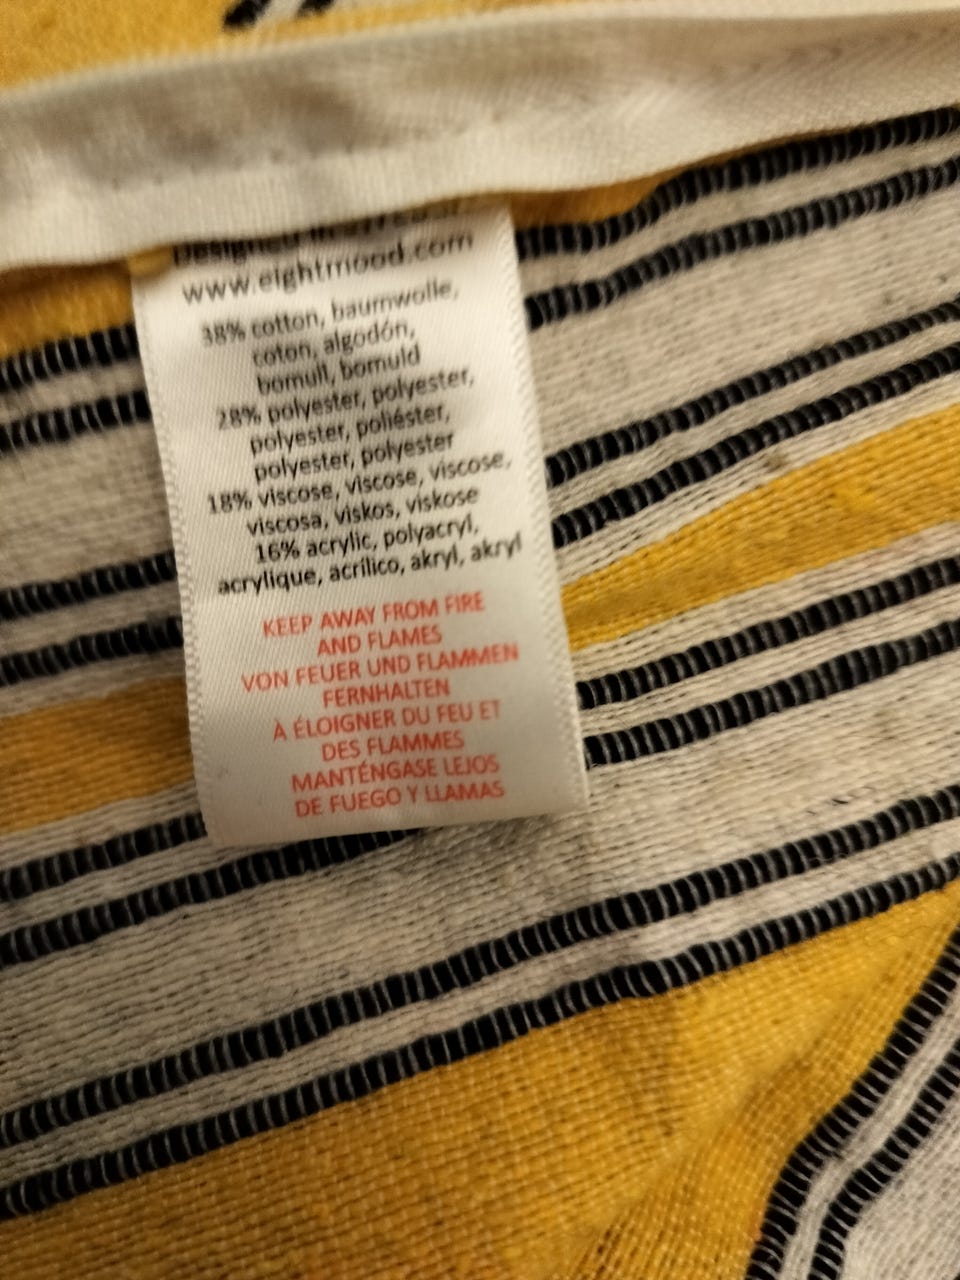 Designed in
www.eightmood.com
38% cotton, baumwolle,
coton, algodón,
bomull, bomuld
28% polyester, polyester,
polyester, poliéster,
polyester, polyester
18% viscose, viscose, viscose,
viscosa, viskos, viskose
16% acrylic, polyacryl,
acrylique, acrílico, akryl, akryl
KEEP AWAY FROM FIRE
AND FLAMES
VON FEUER UND FLAMMEN
FERNHALTEN
À ÉLOIGNER DU FEU ET
DES FLAMMES
MANTÉNGASE LEJOS
DE FUEGO Y LLAMAS